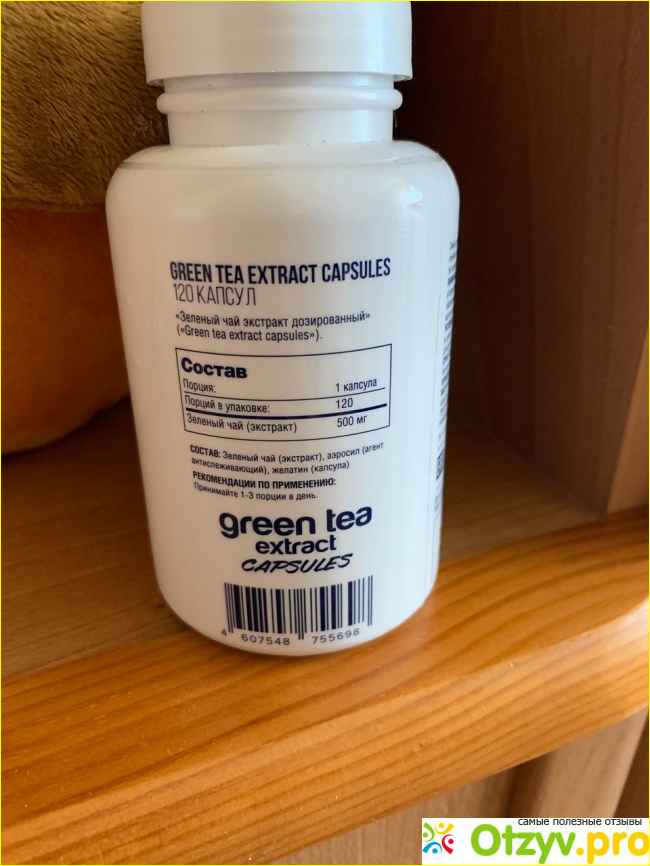 GREEN TEA EXTRACT CAPSULES
120 КАПСУЛ
«Зеленый чай экстракт дозированный»
(«Green tea extract capsules»).
Состав
Порция: 1 капсула
Порций в упаковке: 120
Зеленый чай (экстракт) 500 мг
СОСТАВ: Зеленый чай (экстракт), аэросил (агент
антислеживающий), желатин (капсула)
РЕКОМЕНДАЦИИ ПО ПРИМЕНЕНИЮ:
Принимайте 1-3 порции в день.
green tea
extract
CAPSULES
4 607548 755698
самые полезные отзывы
Otzyv.pro